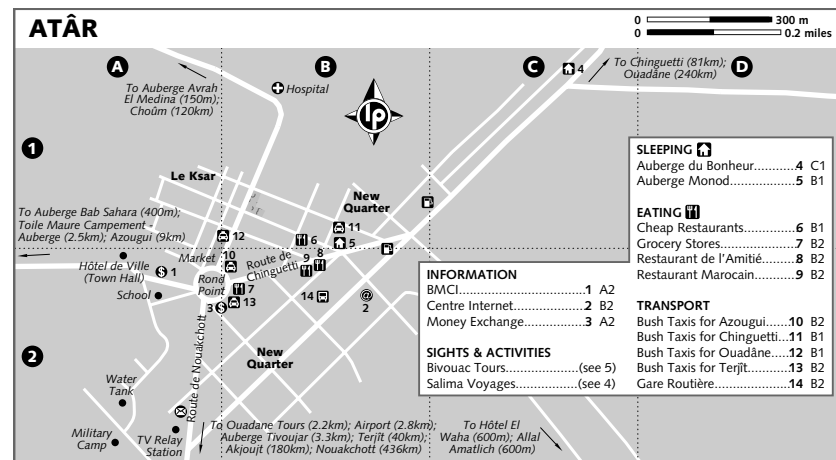 ATÂR
0 300 m
0 0.2 miles
A
B
C
D
1
2
To Auberge Avrah
El Medina (150m);
Choûm (120km)
Hospital
lp
4
To Chinguetti (81km);
Ouadâne (240km)
Le Ksar
New
Quarter
To Auberge Bab Sahara (400m);
Toile Maure Campement
Auberge (2.5km); Azougui (9km)
12
6
11
5
Market
10
9
8
Route de
Chinguetti
Hôtel de Ville
(Town Hall)
1
Rond
Point
School
7
3
13
14
@
2
Route de Nouakchott
New
Quarter
Water
Tank
Military
Camp
TV Relay
Station
To Ouadane Tours (2.2km); Airport (2.8km);
Auberge Tivoujar (3.3km); Terjît (40km);
Akjoujt (180km); Nouakchott (436km)
To Hôtel El
Waha (600m); Allal
Amatlich (600m)
INFORMATION
BMCI....................1 A2
Centre Internet....................2 B2
Money Exchange....................3 A2
SIGHTS & ACTIVITIES
Bivouac Tours....................(see 5)
Salima Voyages....................(see 4)
SLEEPING
Auberge du Bonheur............4 C1
Auberge Monod..................5 B1
EATING
Cheap Restaurants...............6 B1
Grocery Stores....................7 B2
Restaurant de l'Amitié..........8 B2
Restaurant Marocain............9 B2
TRANSPORT
Bush Taxis for Azougui......10 B2
Bush Taxis for Chinguetti...11 B1
Bush Taxis for Ouadâne.....12 B1
Bush Taxis for Terjît...........13 B2
Gare Routière....................14 B2